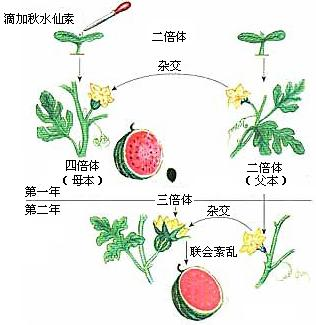 滴加秋水仙素
二倍体
杂交
四倍体
（母本）
二倍体
（父本）
第一年
第二年
三倍体
杂交
联会紊乱